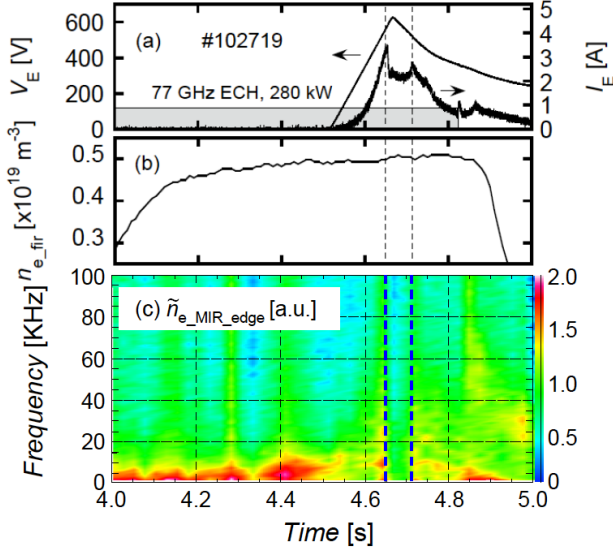 (a) #102719
V_E [V]
600
400
200
0
77 GHZ ECH, 280 kW
5
4
3
2
1
0
I_E [A]
(b)
n_e_fir [x10^19 m^-3]
0.5
0.4
0.3
(c) ñ_e_MIR_edge [a.u.]
Frequency [KHz]
100
80
60
40
20
0
2.0
1.5
1.0
0.5
0
4.0 4.2 4.4 4.6 4.8 5.0
Time [s]